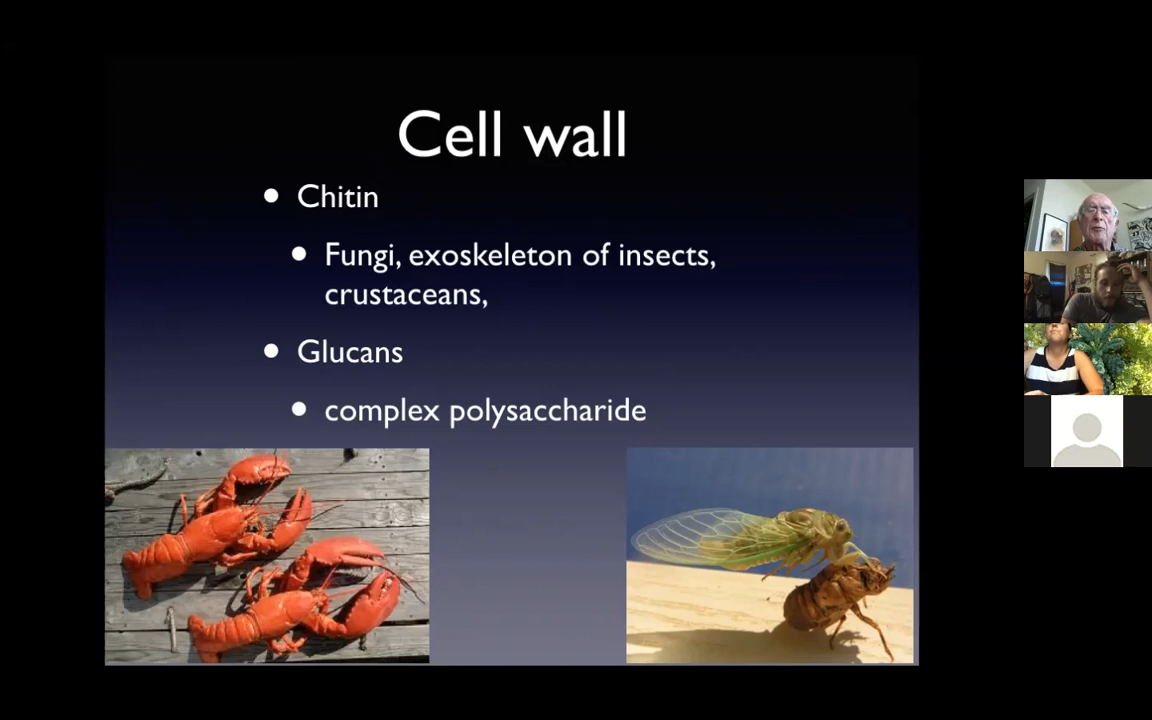 Cell wall
Chitin
Fungi, exoskeleton of insects,
crustaceans,
Glucans
complex polysaccharide